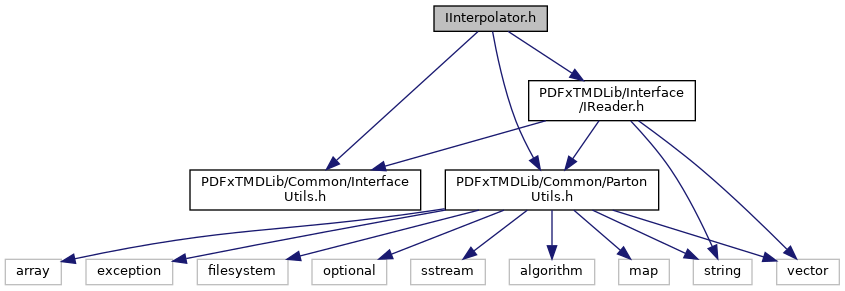 IInterpolator.h
PDFxTMDLib/Interface
/IReader.h
PDFxTMDLib/Common/Interface
Utils.h
PDFxTMDLib/Common/Parton
Utils.h
array
exception
filesystem
optional
sstream
algorithm
map
string
vector